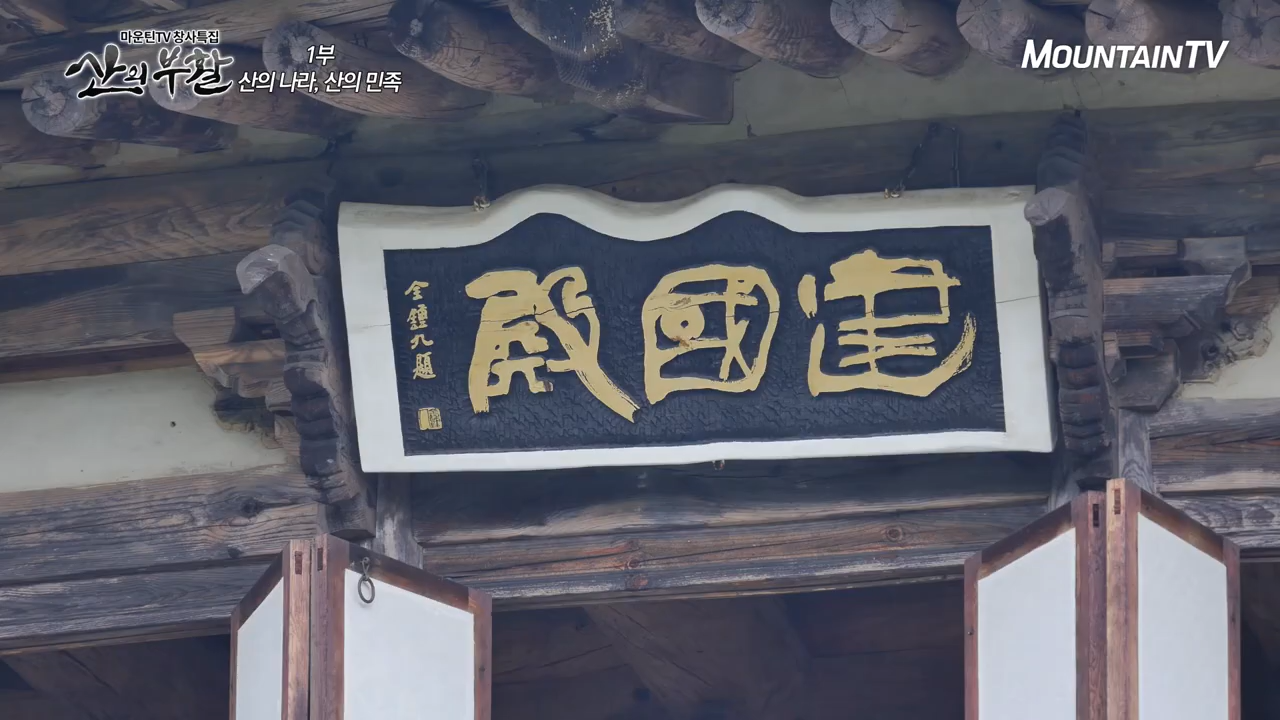 마운틴TV 창사특집
산의 부활
1부
산의 나라, 산의 민족
MOUNTAINTV
建國殿
金鍾九題